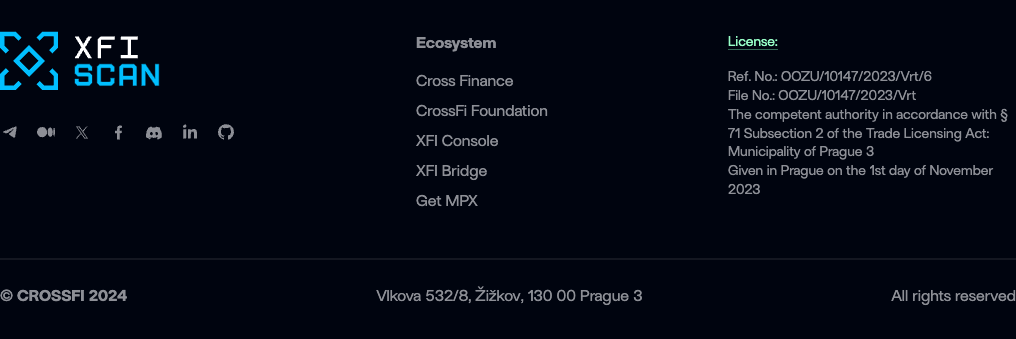 XFI
SCAN
Ecosystem
Cross Finance
CrossFi Foundation
XFI Console
XFI Bridge
Get MPX
License:
Ref. No.: OOZU/10147/2023/Vrt/6
File No.: OOZU/10147/2023/Vrt
The competent authority in accordance with §
71 Subsection 2 of the Trade Licensing Act:
Municipality of Prague 3
Given in Prague on the 1st day of November
2023
© CROSSFI 2024
Vlkova 532/8, Žižkov, 130 00 Prague 3
All rights reserved